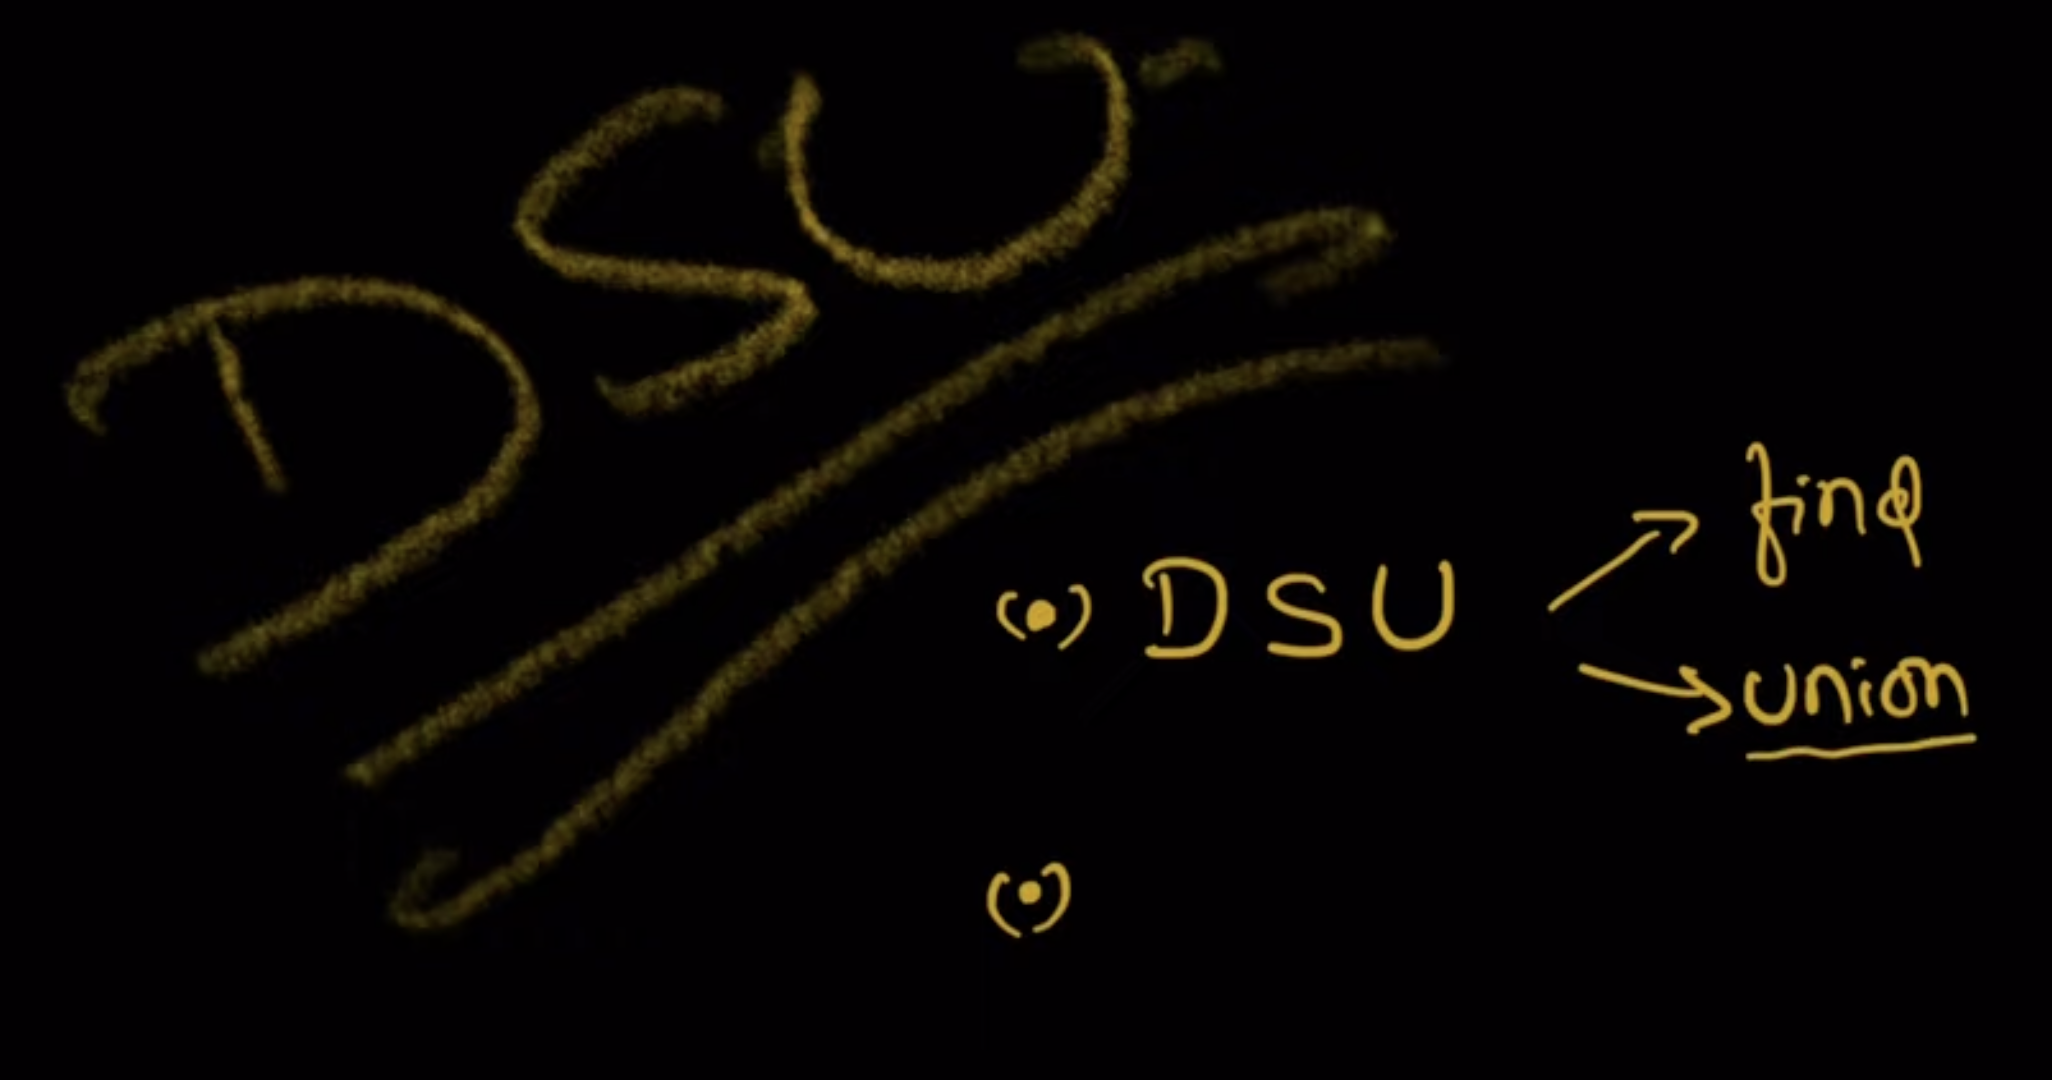 DSU
(•) DSU → find
→ union
(•)